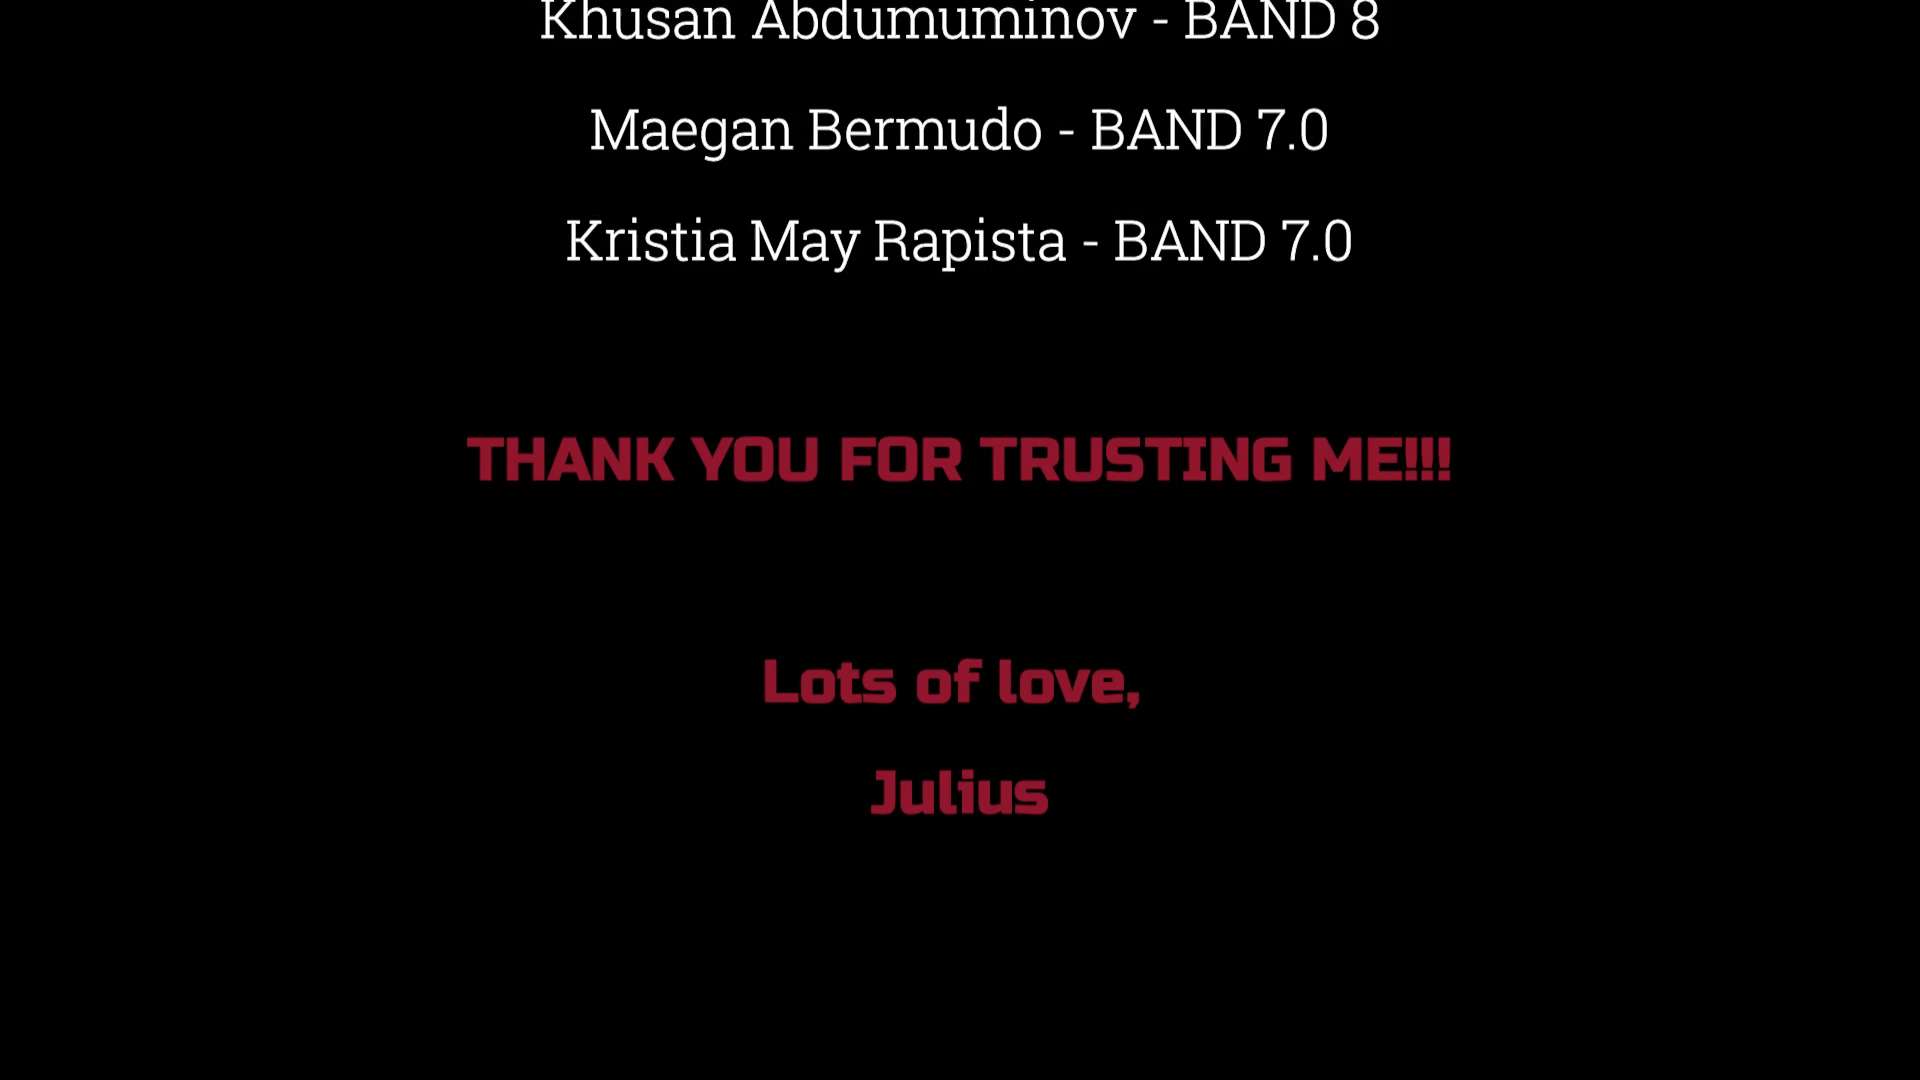 Khusan Abdumuminov - BAND 8
Maegan Bermudo - BAND 7.0
Kristia May Rapista - BAND 7.0
THANK YOU FOR TRUSTING ME!!!
Lots of love,
Julius